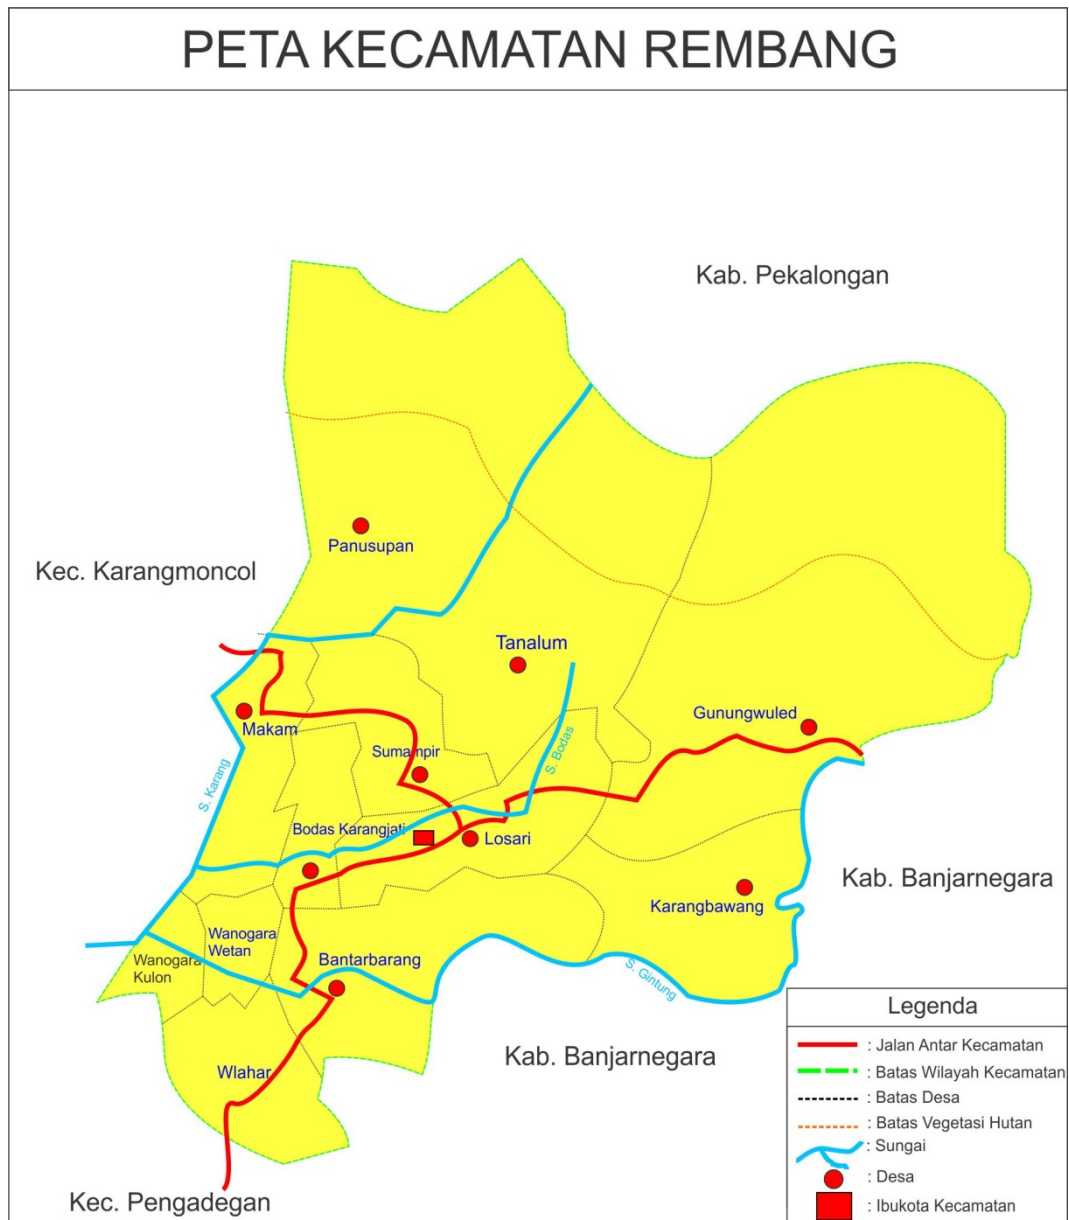 PETA KECAMATAN REMBANG
Kab. Pekalongan
Panusupan
Kec. Karangmoncol
Tanalum
Gunungwuled
Makam
Sumampir
S. Bodas
S. Karang
Bodas Karangjati
Losari
Kab. Banjarnegara
Karangbawang
Wanogara
Wetan
Wanogara
Kulon
Bantarbarang
S. Gintung
Kab. Banjarnegara
Wlahar
Kec. Pengadegan
Legenda
: Jalan Antar Kecamatan
: Batas Wilayah Kecamatan
: Batas Desa
: Batas Vegetasi Hutan
: Sungai
: Desa
: Ibukota Kecamatan